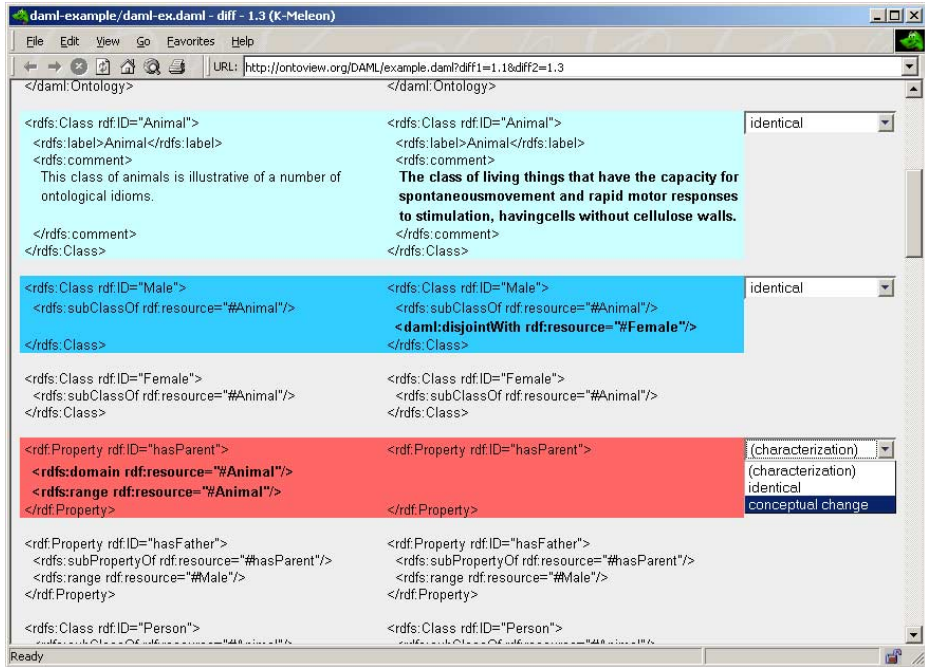 daml-example/daml-ex.daml - diff - 1.3 (K-Meleon)
File Edit View Go Favorites Help
URL: http://ontoview.org/DAML/example.daml?diff1=1.1&diff2=1.3
</daml:Ontology> </daml:Ontology>
<rdfs:Class rdf:ID="Animal"> <rdfs:Class rdf:ID="Animal"> identical
<rdfs:label>Animal</rdfs:label> <rdfs:label>Animal</rdfs:label>
<rdfs:comment> <rdfs:comment>
This class of animals is illustrative of a number of The class of living things that have the capacity for
ontological idioms. spontaneousmovement and rapid motor responses
to stimulation, havingcells without cellulose walls.
</rdfs:comment> </rdfs:comment>
</rdfs:Class> </rdfs:Class>
<rdfs:Class rdf:ID="Male"> <rdfs:Class rdf:ID="Male"> identical
<rdfs:subClassOf rdf:resource="#Animal"/> <rdfs:subClassOf rdf:resource="#Animal"/>
<daml:disjointWith rdf:resource="#Female"/>
</rdfs:Class> </rdfs:Class>
<rdfs:Class rdf:ID="Female"> <rdfs:Class rdf:ID="Female">
<rdfs:subClassOf rdf:resource="#Animal"/> <rdfs:subClassOf rdf:resource="#Animal"/>
</rdfs:Class> </rdfs:Class>
<rdf:Property rdf:ID="hasParent"> <rdf:Property rdf:ID="hasParent"> (characterization)
<rdfs:domain rdf:resource="#Animal"/> (characterization)
<rdfs:range rdf:resource="#Animal"/> identical
</rdf:Property> </rdf:Property> conceptual change
<rdf:Property rdf:ID="hasFather"> <rdf:Property rdf:ID="hasFather">
<rdfs:subPropertyOf rdf:resource="#hasParent"/> <rdfs:subPropertyOf rdf:resource="#hasParent"/>
<rdfs:range rdf:resource="#Male"/> <rdfs:range rdf:resource="#Male"/>
</rdf:Property> </rdf:Property>
<rdfs:Class rdf:ID="Person"> <rdfs:Class rdf:ID="Person">
Ready